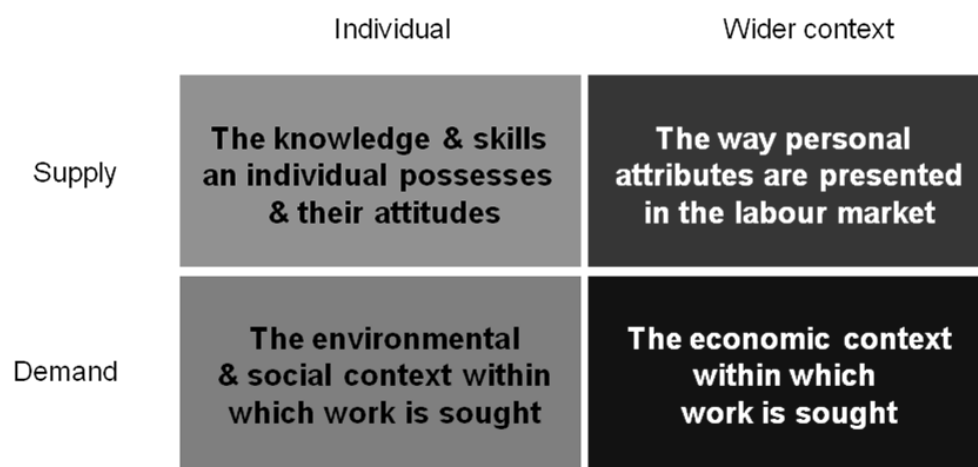 Individual
Wider context
Supply
The knowledge & skills
an individual possesses
& their attitudes
The way personal
attributes are presented
in the labour market
Demand
The environmental
& social context within
which work is sought
The economic context
within which
work is sought